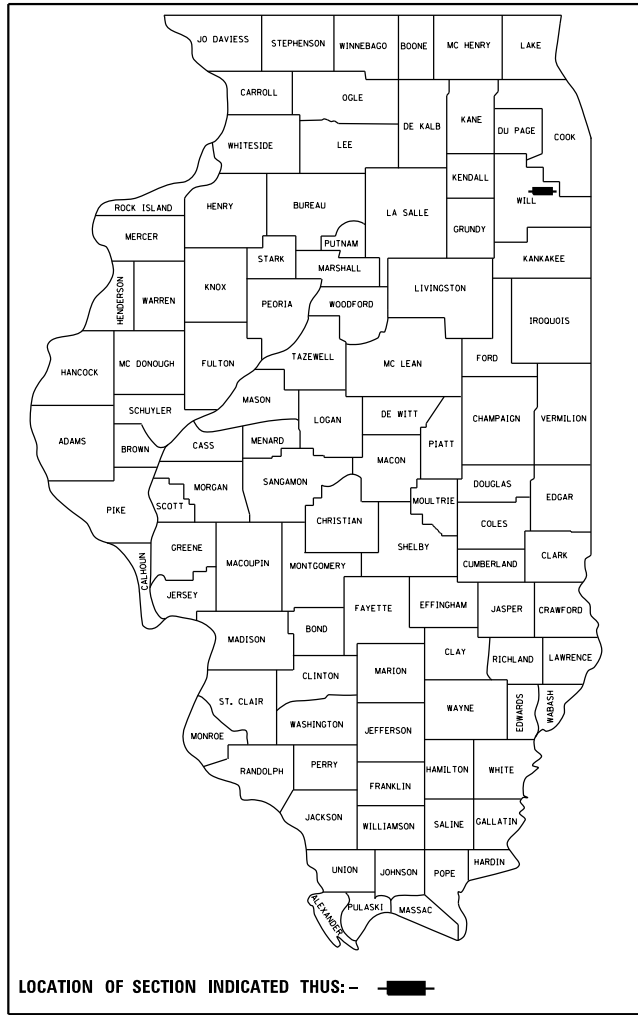 JO DAVIESS
STEPHENSON
WINNEBAGO
BOONE
MC HENRY
LAKE
CARROLL
OGLE
DE KALB
KANE
DU PAGE
COOK
WHITESIDE
LEE
KENDALL
WILL
ROCK ISLAND
HENRY
BUREAU
LA SALLE
GRUNDY
MERCER
PUTNAM
STARK
MARSHALL
KANKAKEE
HENDERSON
WARREN
KNOX
PEORIA
WOODFORD
LIVINGSTON
IROQUOIS
HANCOCK
MC DONOUGH
FULTON
TAZEWELL
MC LEAN
FORD
MASON
SCHUYLER
LOGAN
DE WITT
CHAMPAIGN
VERMILION
ADAMS
BROWN
CASS
MENARD
PIATT
MACON
MORGAN
SANGAMON
DOUGLAS
EDGAR
PIKE
SCOTT
CHRISTIAN
MOULTRIE
COLES
GREENE
MACOUPIN
MONTGOMERY
SHELBY
CUMBERLAND
CLARK
CALHOUN
JERSEY
FAYETTE
EFFINGHAM
JASPER
CRAWFORD
MADISON
BOND
CLAY
RICHLAND
LAWRENCE
CLINTON
MARION
ST. CLAIR
WAYNE
EDWARDS
WABASH
WASHINGTON
JEFFERSON
MONROE
RANDOLPH
PERRY
HAMILTON
WHITE
FRANKLIN
JACKSON
WILLIAMSON
SALINE
GALLATIN
UNION
JOHNSON
POPE
HARDIN
ALEXANDER
PULASKI
MASSAC
LOCATION OF SECTION INDICATED THUS: -